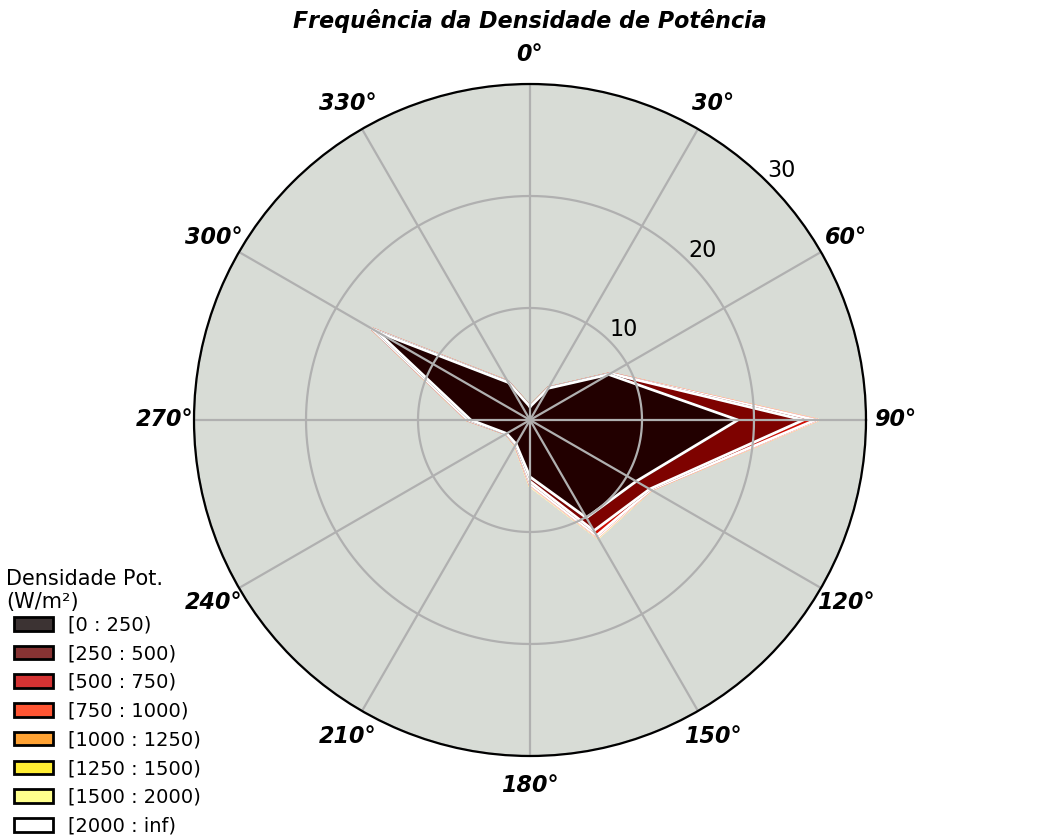 Frequência da Densidade de Potência
0°
330°
30°
30
300°
60°
20
10
270°
90°
240°
120°
210°
150°
180°
Densidade Pot.
(W/m²)
[0 : 250)
[250 : 500)
[500 : 750)
[750 : 1000)
[1000 : 1250)
[1250 : 1500)
[1500 : 2000)
[2000 : inf)